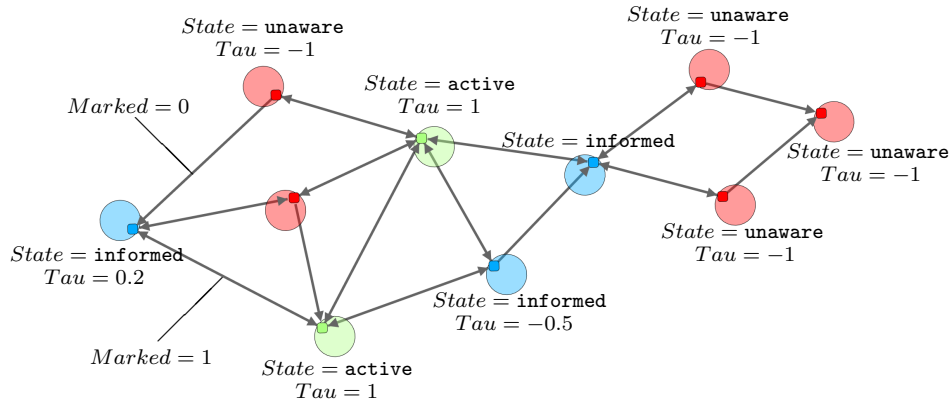 State = unaware
Tau = −1
State = unaware
Tau = −1
State = active
Tau = 1
Marked = 0
State = informed
State = unaware
Tau = −1
State = unaware
Tau = −1
State = informed
Tau = 0.2
State = informed
Tau = −0.5
Marked = 1
State = active
Tau = 1